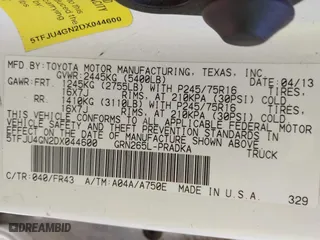 5TFJU4GN2DX044600
MFD. BY: TOYOTA MOTOR MANUFACTURING, TEXAS, INC.
GVWR: 2445KG (5400LB) 04/13
GAWR:FRT. 1245KG (2755LB) WITH P245/75R16 TIRES,
16X7J RIMS, AT 210KPA (30PSI) COLD
RR. 1410KG (3110LB) WITH P245/75R16 TIRES,
16X7J RIMS, AT 210KPA (30PSI) COLD
THIS VEHICLE CONFORMS TO ALL APPLICABLE FEDERAL MOTOR
VEHICLE SAFETY AND THEFT PREVENTION STANDARDS IN
EFFECT ON THE DATE OF MANUFACTURE SHOWN ABOVE.
5TFJU4GN2DX044600 TRUCK
GRN265L-PRADKA
C/TR:040/FR43 A/TM:A04A/A750E MADE IN U.S.A. 329